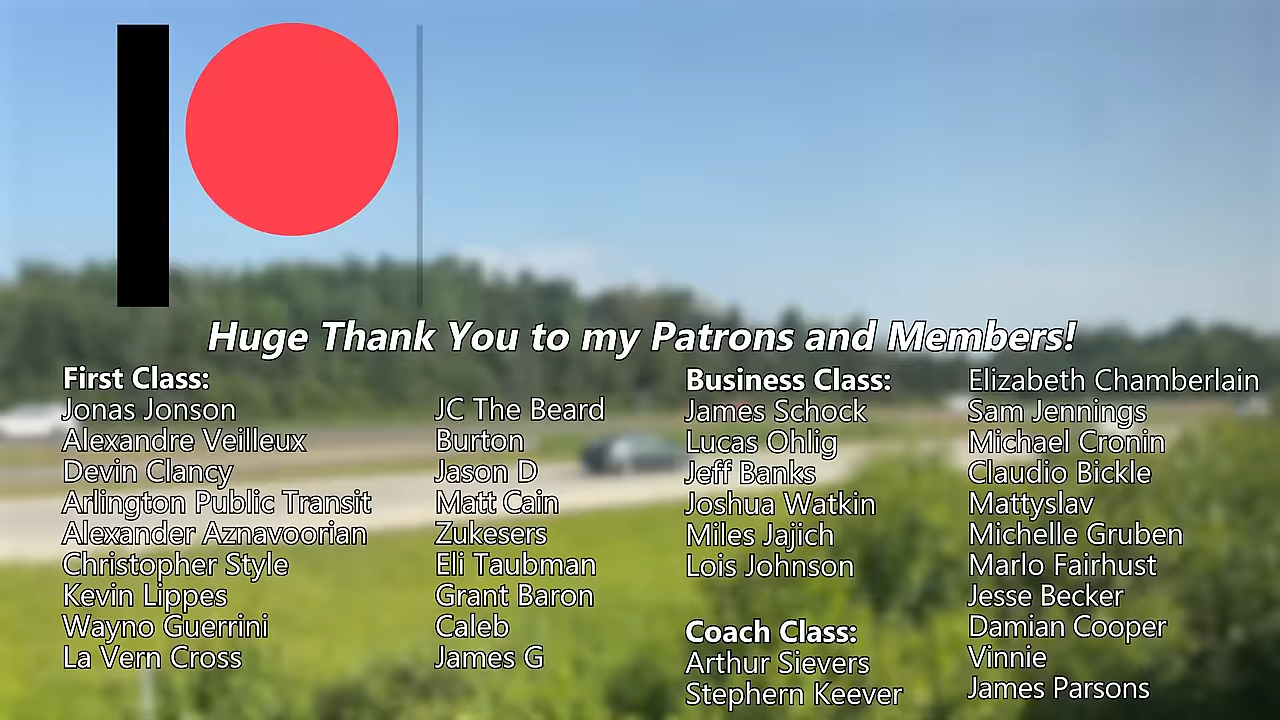 Huge Thank You to my Patrons and Members!
First Class:
Jonas Jonson
Alexandre Veilleux
Devin Clancy
Arlington Public Transit
Alexander Aznavoorian
Christopher Style
Kevin Lippes
Wayno Guerrini
La Vern Cross
JC The Beard
Burton
Jason D
Matt Cain
Zukesers
Eli Taubman
Grant Baron
Caleb
James G
Business Class:
James Schock
Lucas Ohlig
Jeff Banks
Joshua Watkin
Miles Jajich
Lois Johnson
Coach Class:
Arthur Sievers
Stephern Keever
Elizabeth Chamberlain
Sam Jennings
Michael Cronin
Claudio Bickle
Mattyslav
Michelle Gruben
Marlo Fairhust
Jesse Becker
Damian Cooper
Vinnie
James Parsons